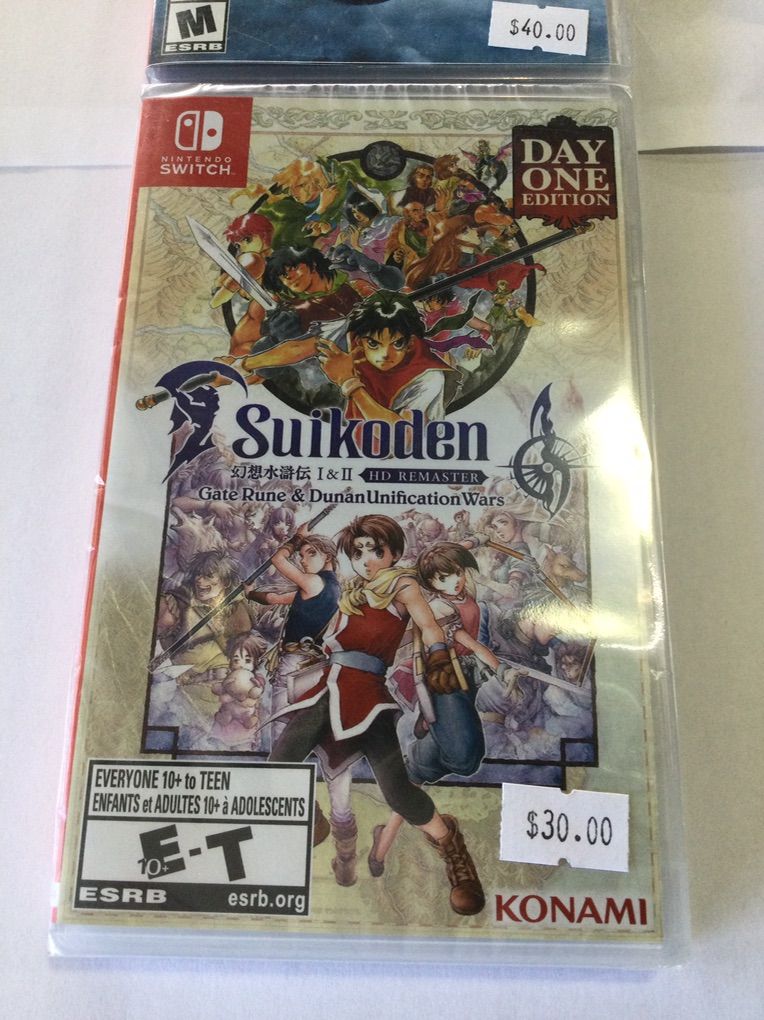 M
ESRB
$40.00
NINTENDO
SWITCH
DAY
ONE
EDITION
Suikoden
幻想水滸伝 I & II HD REMASTER
Gate Rune & Dunan Unification Wars
EVERYONE 10+ to TEEN
ENFANTS et ADULTES 10+ à ADOLESCENTS
E-T
10+
ESRB
esrb.org
$30.00
KONAMI